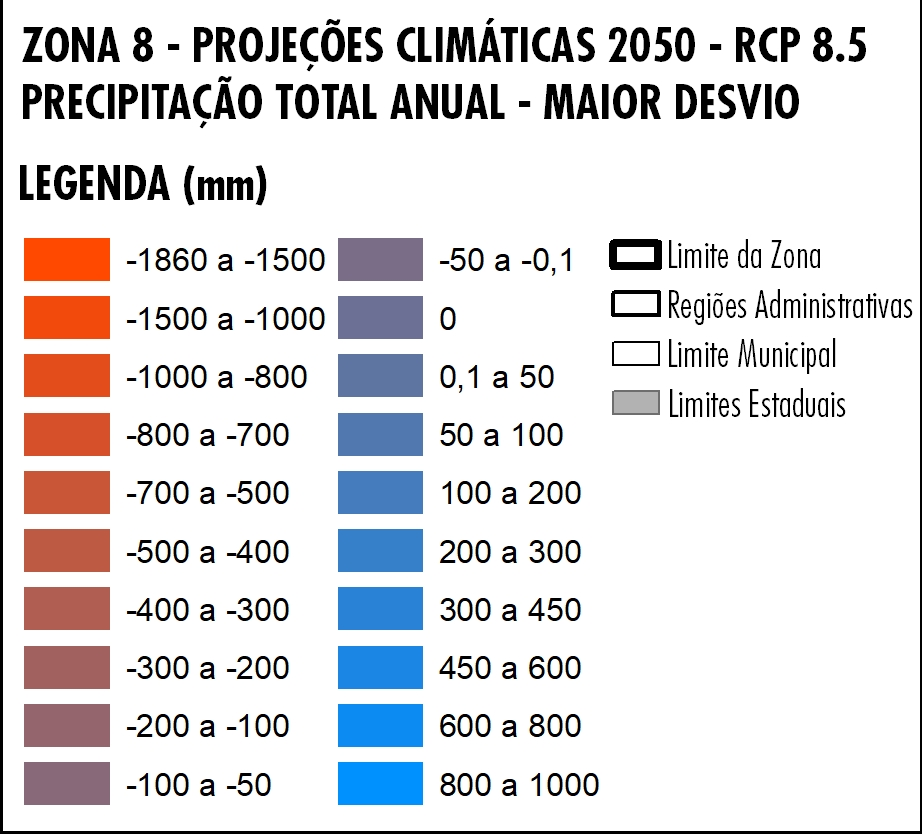 ZONA 8 - PROJEÇÕES CLIMÁTICAS 2050 - RCP 8.5
PRECIPITAÇÃO TOTAL ANUAL - MAIOR DESVIO
LEGENDA (mm)
-1860 a -1500
-1500 a -1000
-1000 a -800
-800 a -700
-700 a -500
-500 a -400
-400 a -300
-300 a -200
-200 a -100
-100 a -50
-50 a -0,1
0
0,1 a 50
50 a 100
100 a 200
200 a 300
300 a 450
450 a 600
600 a 800
800 a 1000
Limite da Zona
Regiões Administrativas
Limite Municipal
Limites Estaduais